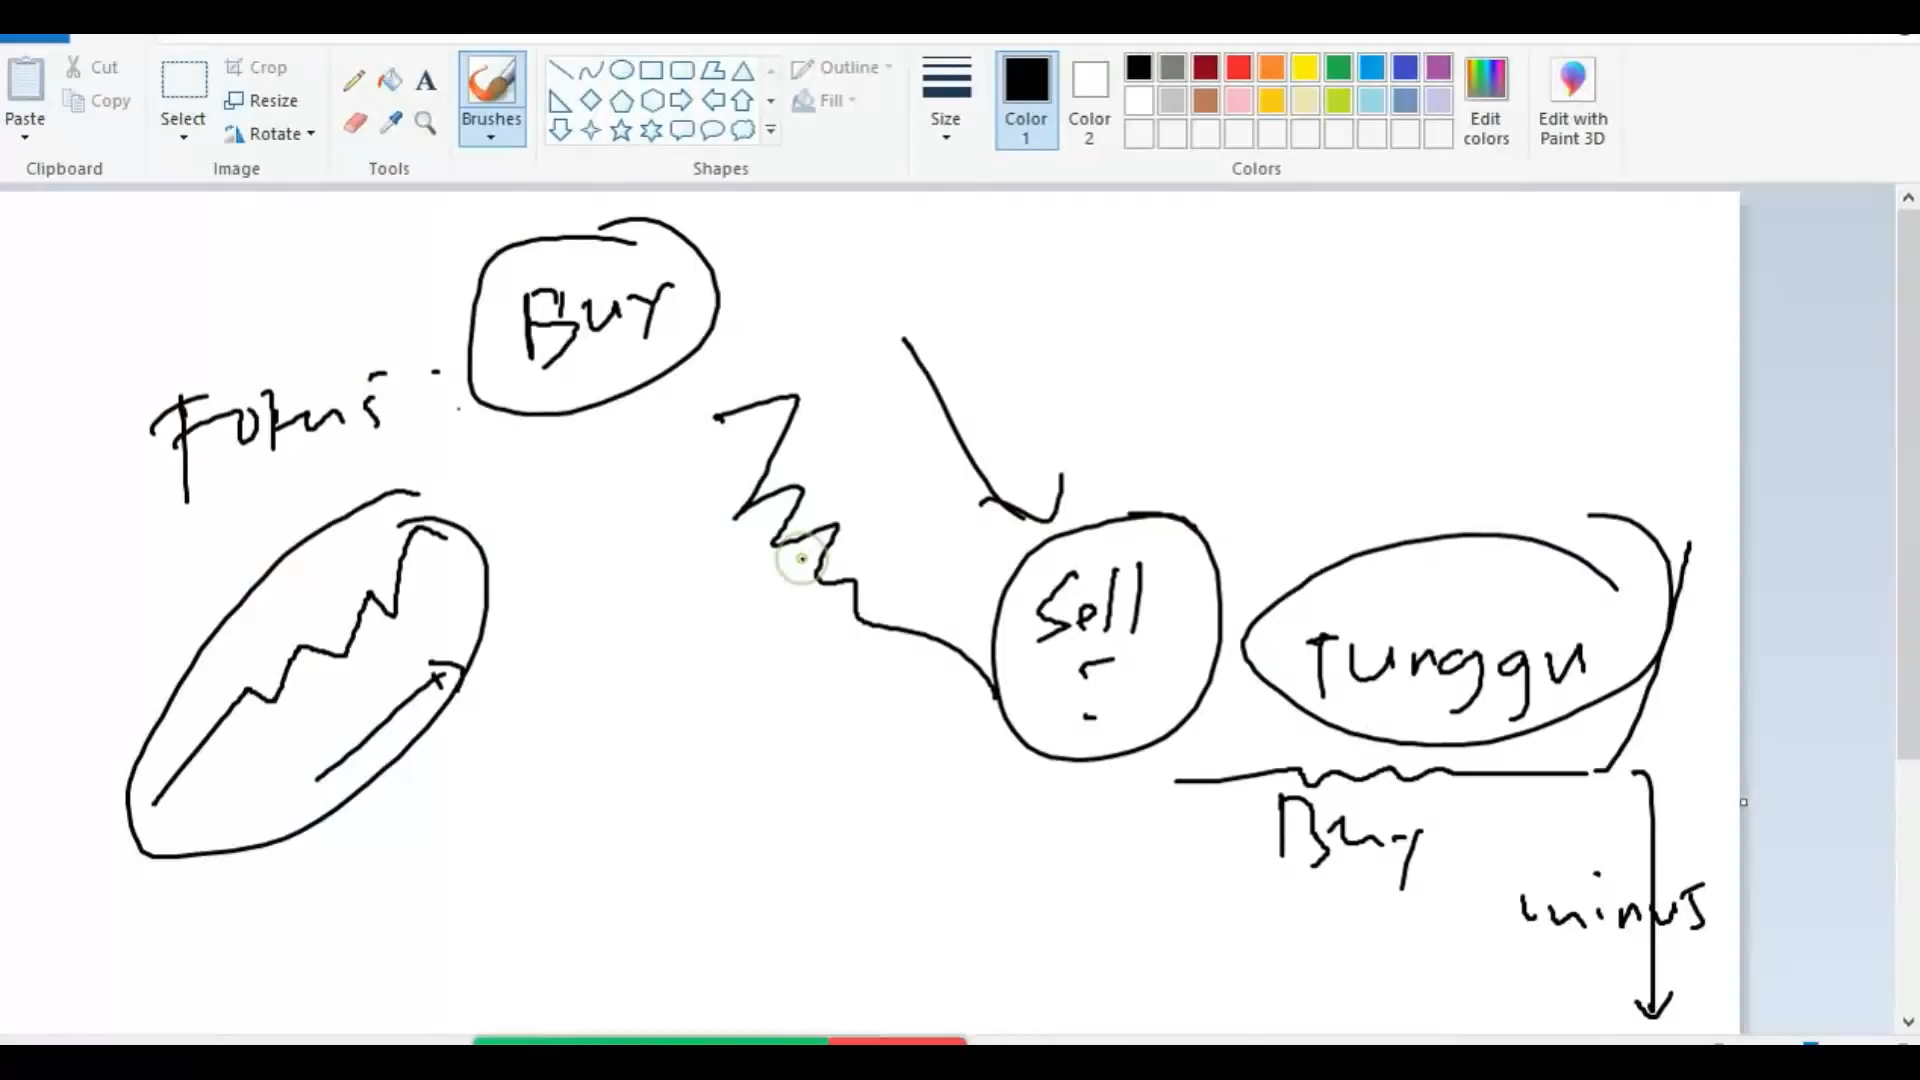 Cut
Copy
Paste
Clipboard
Select
Crop
Resize
Rotate
Image
A
Tools
Brushes
Outline
Fill
Shapes
Size
Color 1
Color 2
Edit colors
Colors
Edit with Paint 3D
Buy
Fokus
Sell
Tunggu
Buy
minus